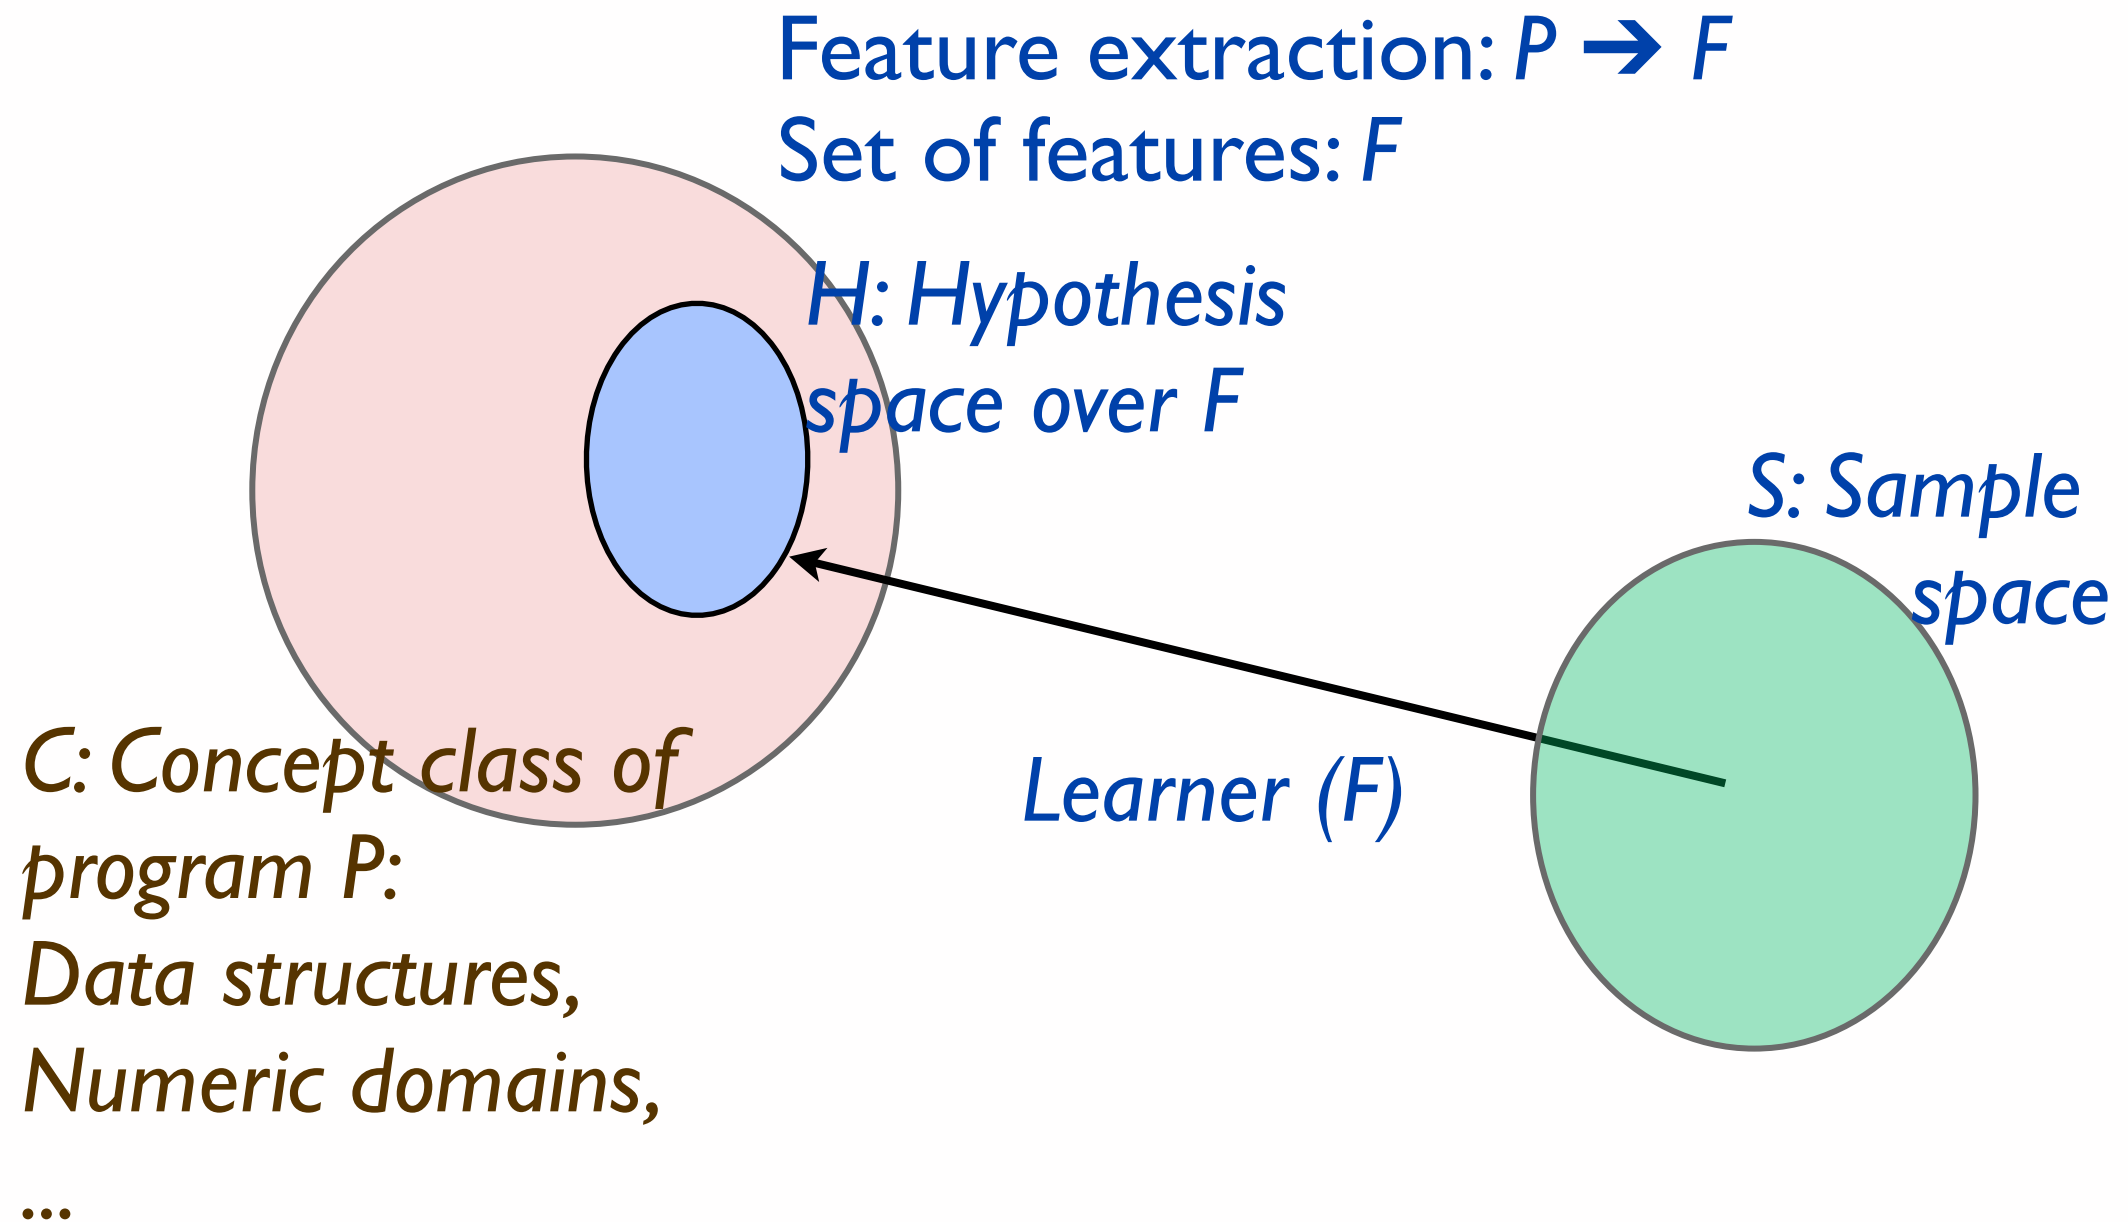 Feature extraction: P ➔ F
Set of features: F
H: Hypothesis
space over F
S: Sample
space
Learner (F)
C: Concept class of
program P:
Data structures,
Numeric domains,
...